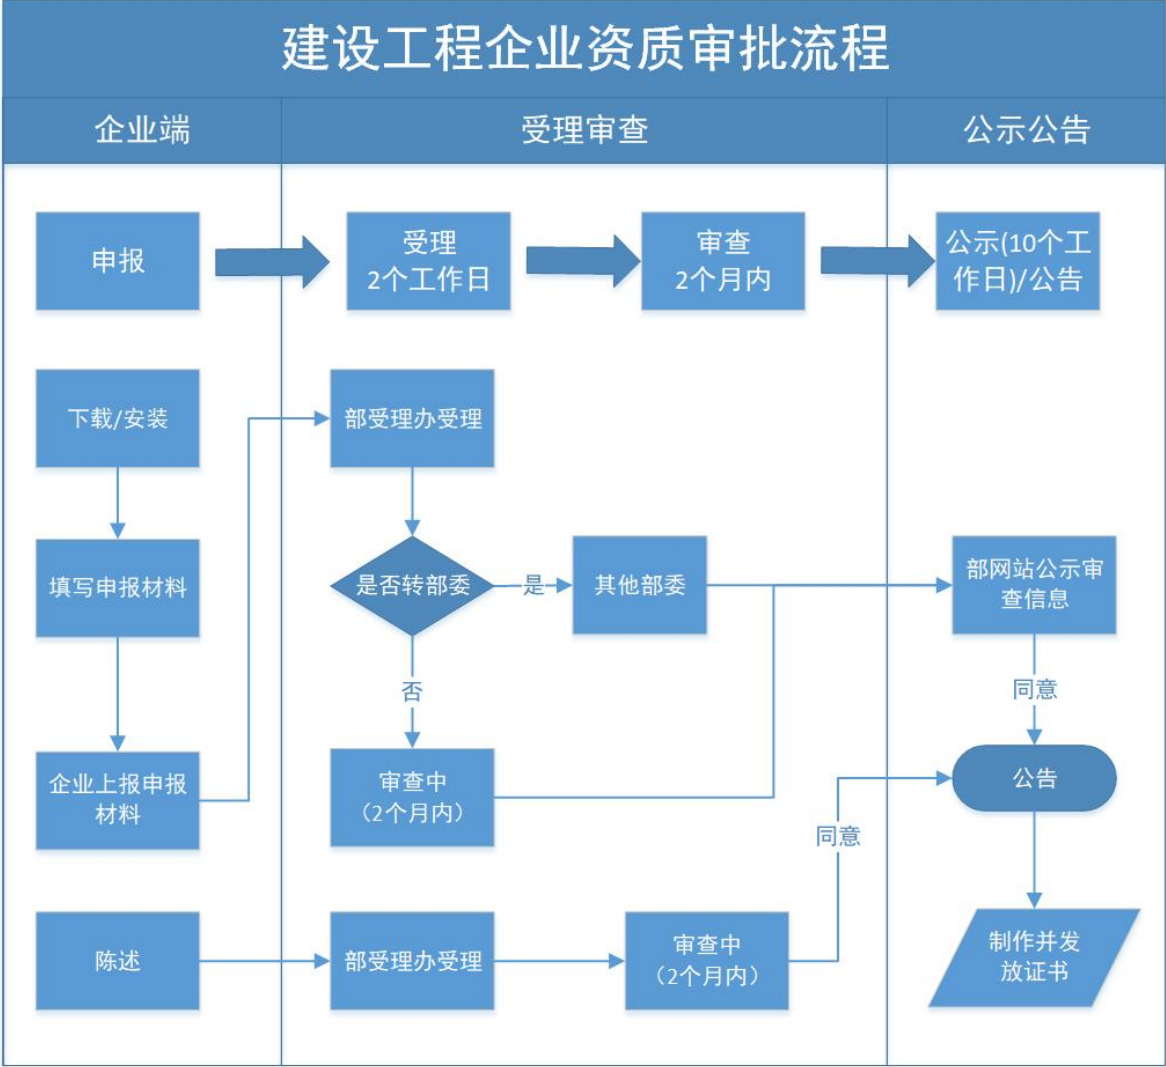 建设工程企业资质审批流程
企业端
受理审查
公示公告
申报
受理
2个工作日
审查
2个月内
公示(10个工
作日)/公告
下载/安装
部受理办受理
填写申报材料
是否转部委
是
其他部委
部网站公示审
查信息
否
同意
企业上报申报
材料
审查中
(2个月内)
公告
同意
陈述
部受理办受理
审查中
(2个月内)
制作并发
放证书